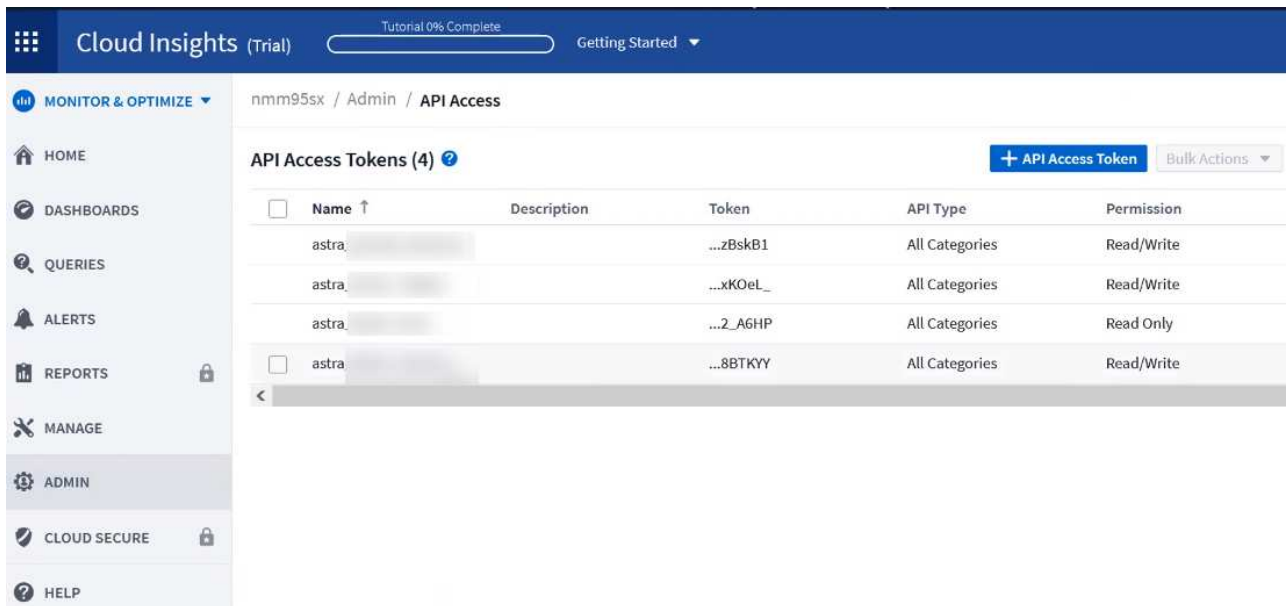 Cloud Insights (Trial)
Tutorial 0% Complete
Getting Started
MONITOR & OPTIMIZE
HOME
DASHBOARDS
QUERIES
ALERTS
REPORTS
MANAGE
ADMIN
CLOUD SECURE
HELP
nmm95sx / Admin / API Access
API Access Tokens (4)
+ API Access Token
Bulk Actions
Name ↑ Description Token API Type Permission
astra_ ...zBskB1 All Categories Read/Write
astra_ ...xKOeL_ All Categories Read/Write
astra_ ...2_A6HP All Categories Read Only
astra ...8BTKYY All Categories Read/Write